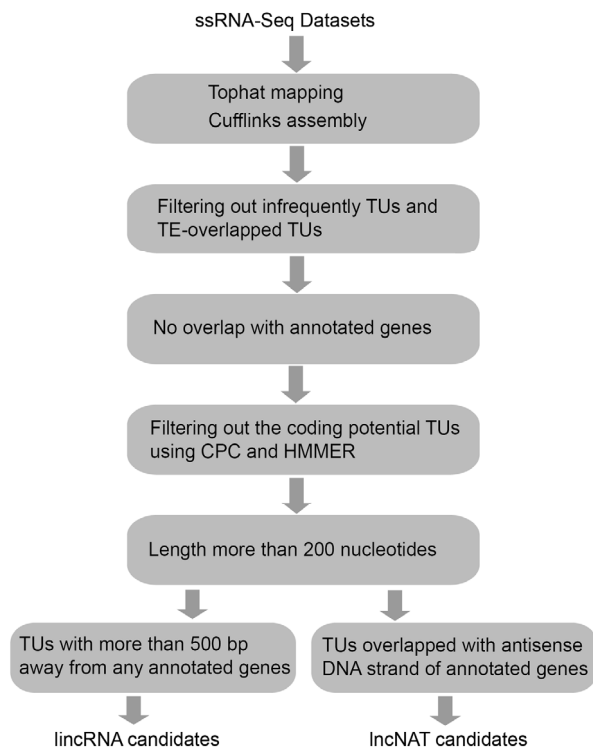 ssRNA-Seq Datasets
Tophat mapping
Cufflinks assembly
Filtering out infrequently TUs and
TE-overlapped TUs
No overlap with annotated genes
Filtering out the coding potential TUs
using CPC and HMMER
Length more than 200 nucleotides
TUs with more than 500 bp
away from any annotated genes
TUs overlapped with antisense
DNA strand of annotated genes
lincRNA candidates
lncNAT candidates